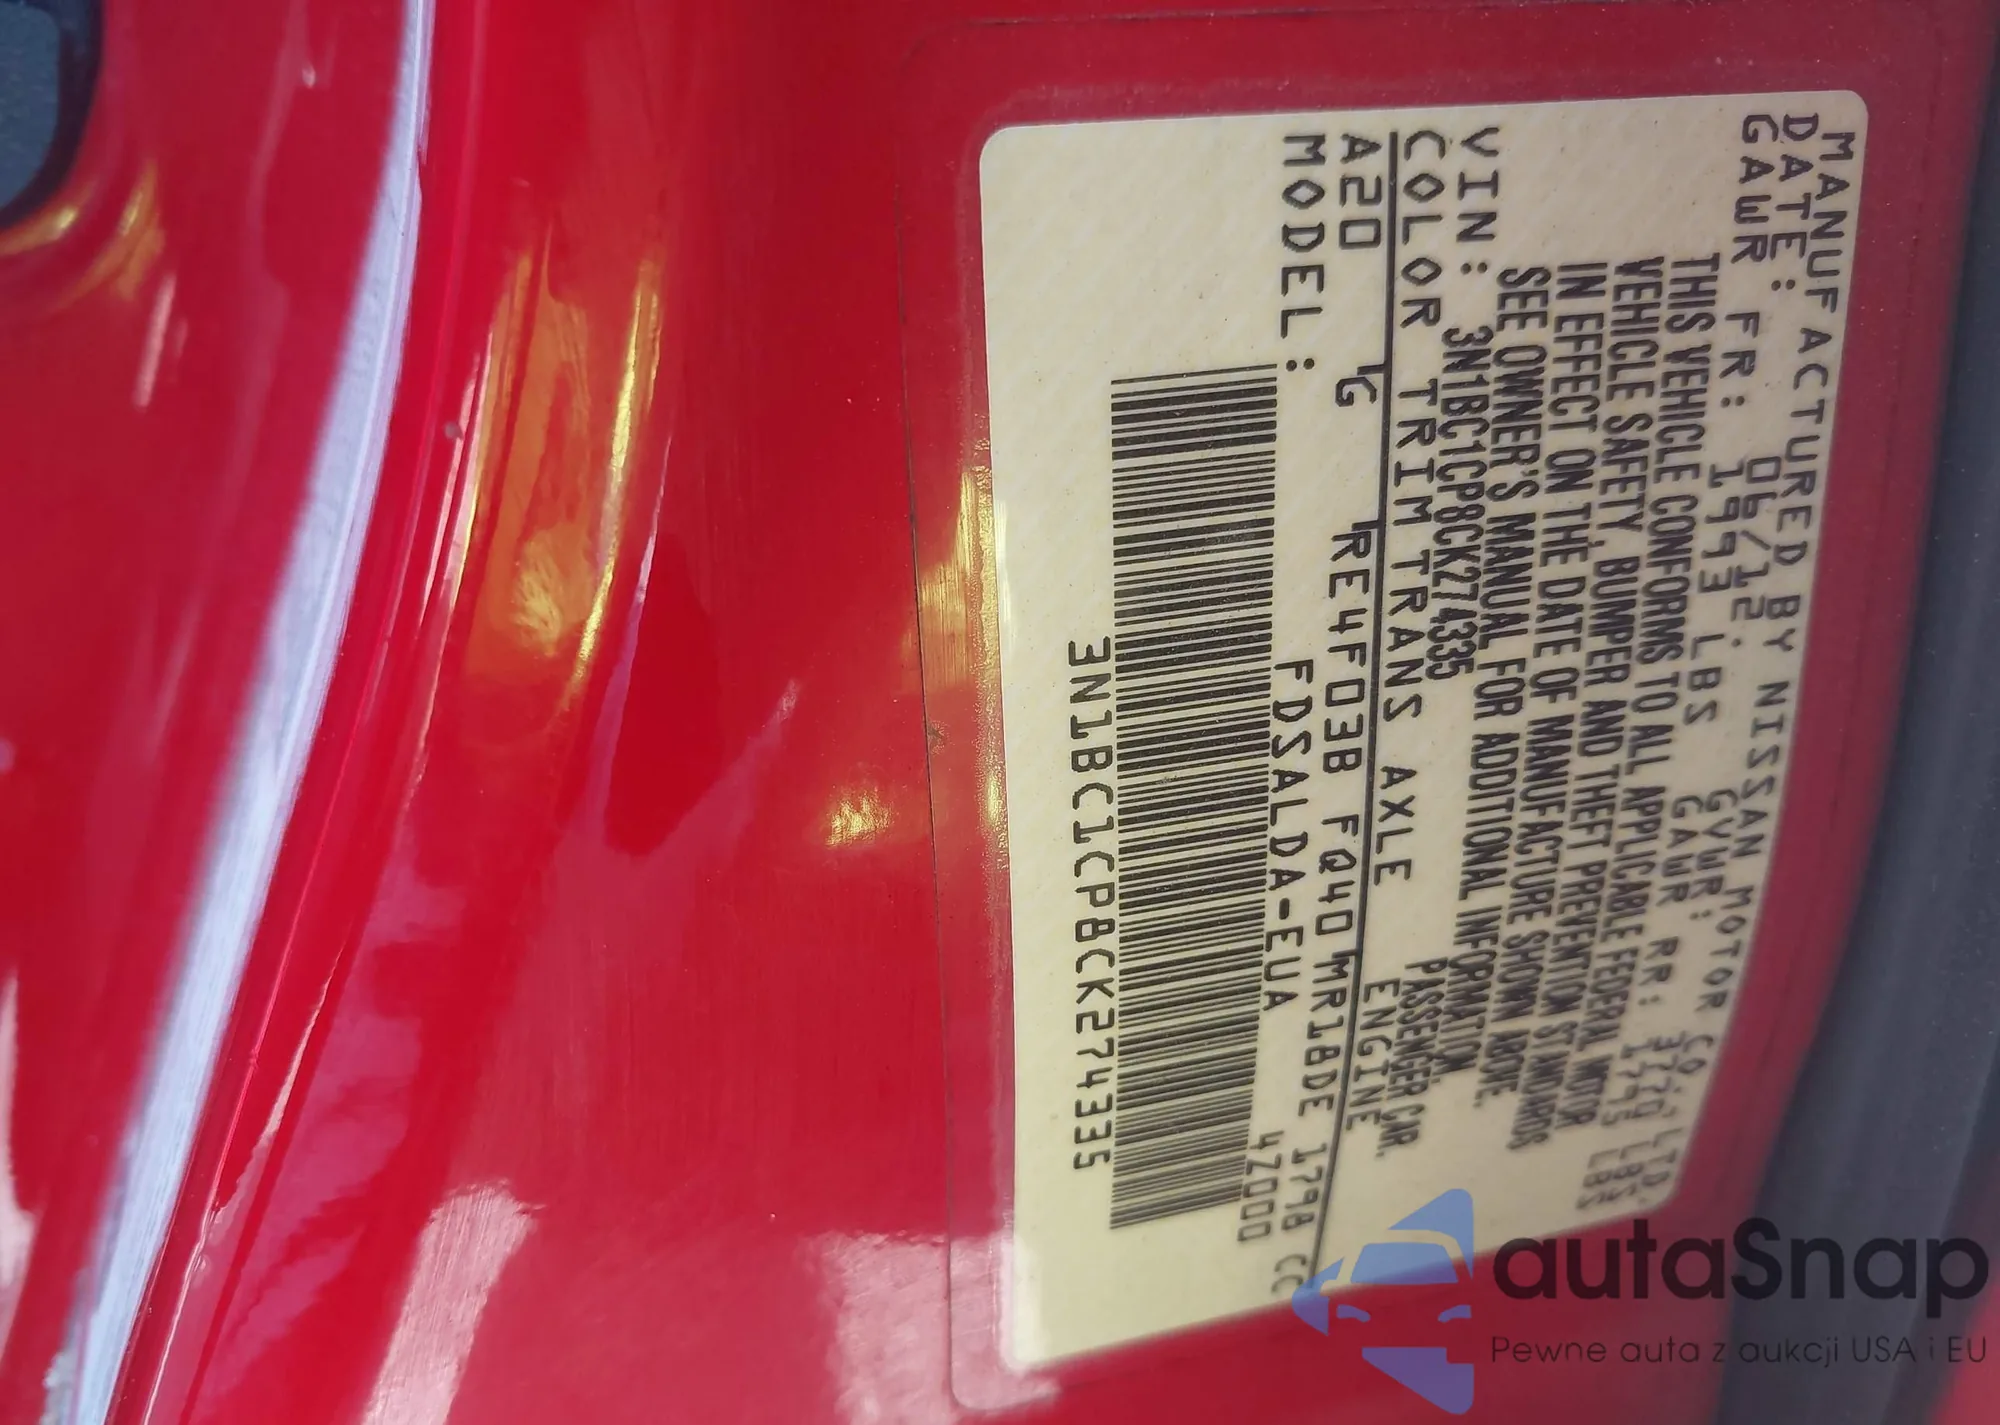 MANUFACTURED BY NISSAN MOTOR CO., LTD.
DATE: 06/12. GVWR: 3770 LBS
GAWR FR: 1993 LBS GAWR RR: 1795 LBS
THIS VEHICLE CONFORMS TO ALL APPLICABLE FEDERAL MOTOR
VEHICLE SAFETY, BUMPER AND THEFT PREVENTION STANDARDS
IN EFFECT ON THE DATE OF MANUFACTURE SHOWN ABOVE.
SEE OWNER'S MANUAL FOR ADDITIONAL INFORMATION.
VIN: 3N1BC1CP8CK274335 PASSENGER CAR.
COLOR TRIM TRANS AXLE ENGINE
A20 G RE4F03B FQ40 MR18DE 1798 CC
MODEL: FDSALDA-EUA 4Z000
3N1BC1CP8CK274335
autaSnap
Pewne auta z aukcji USA i EU